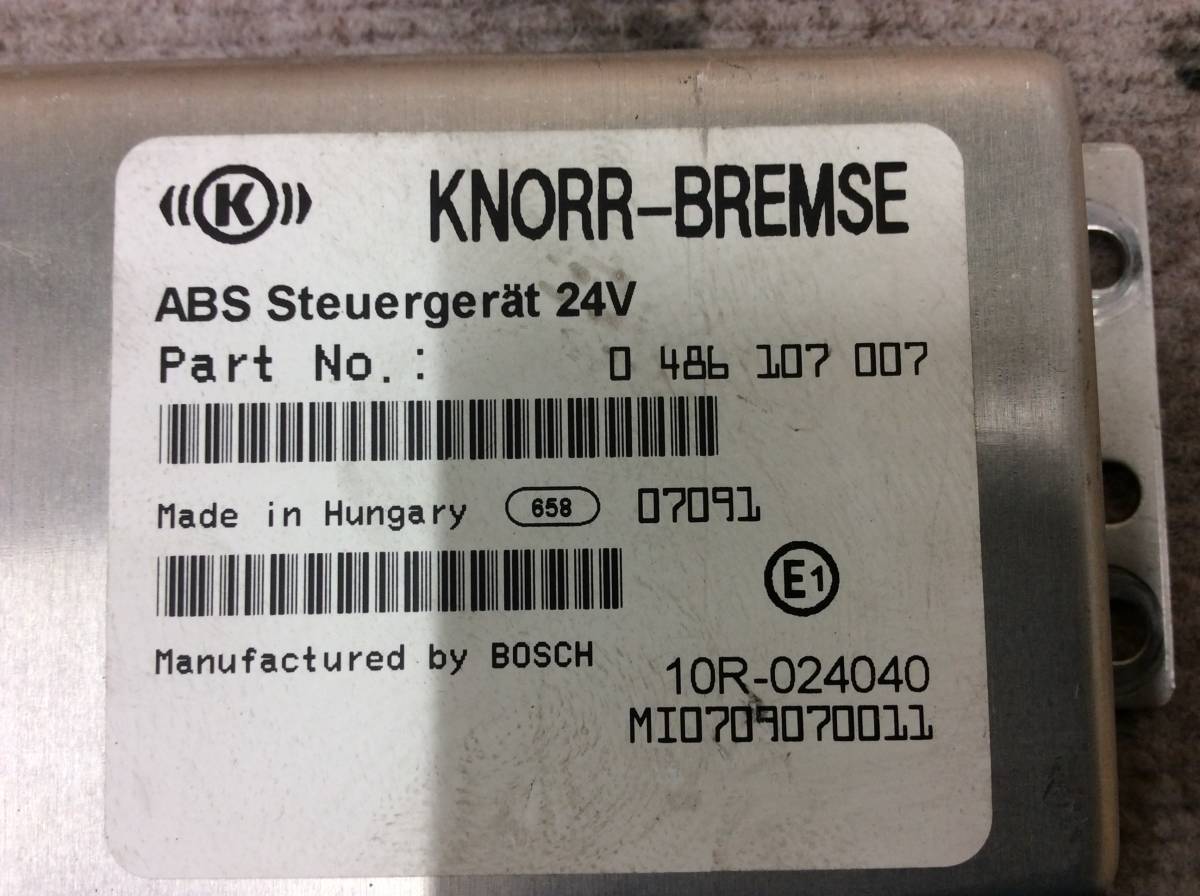 K KNORR-BREMSE
ABS Steuergerät 24V
Part No.: 0 486 107 007
Made in Hungary 658 07091
E1
Manufactured by BOSCH
10R-024040
MI0709070011